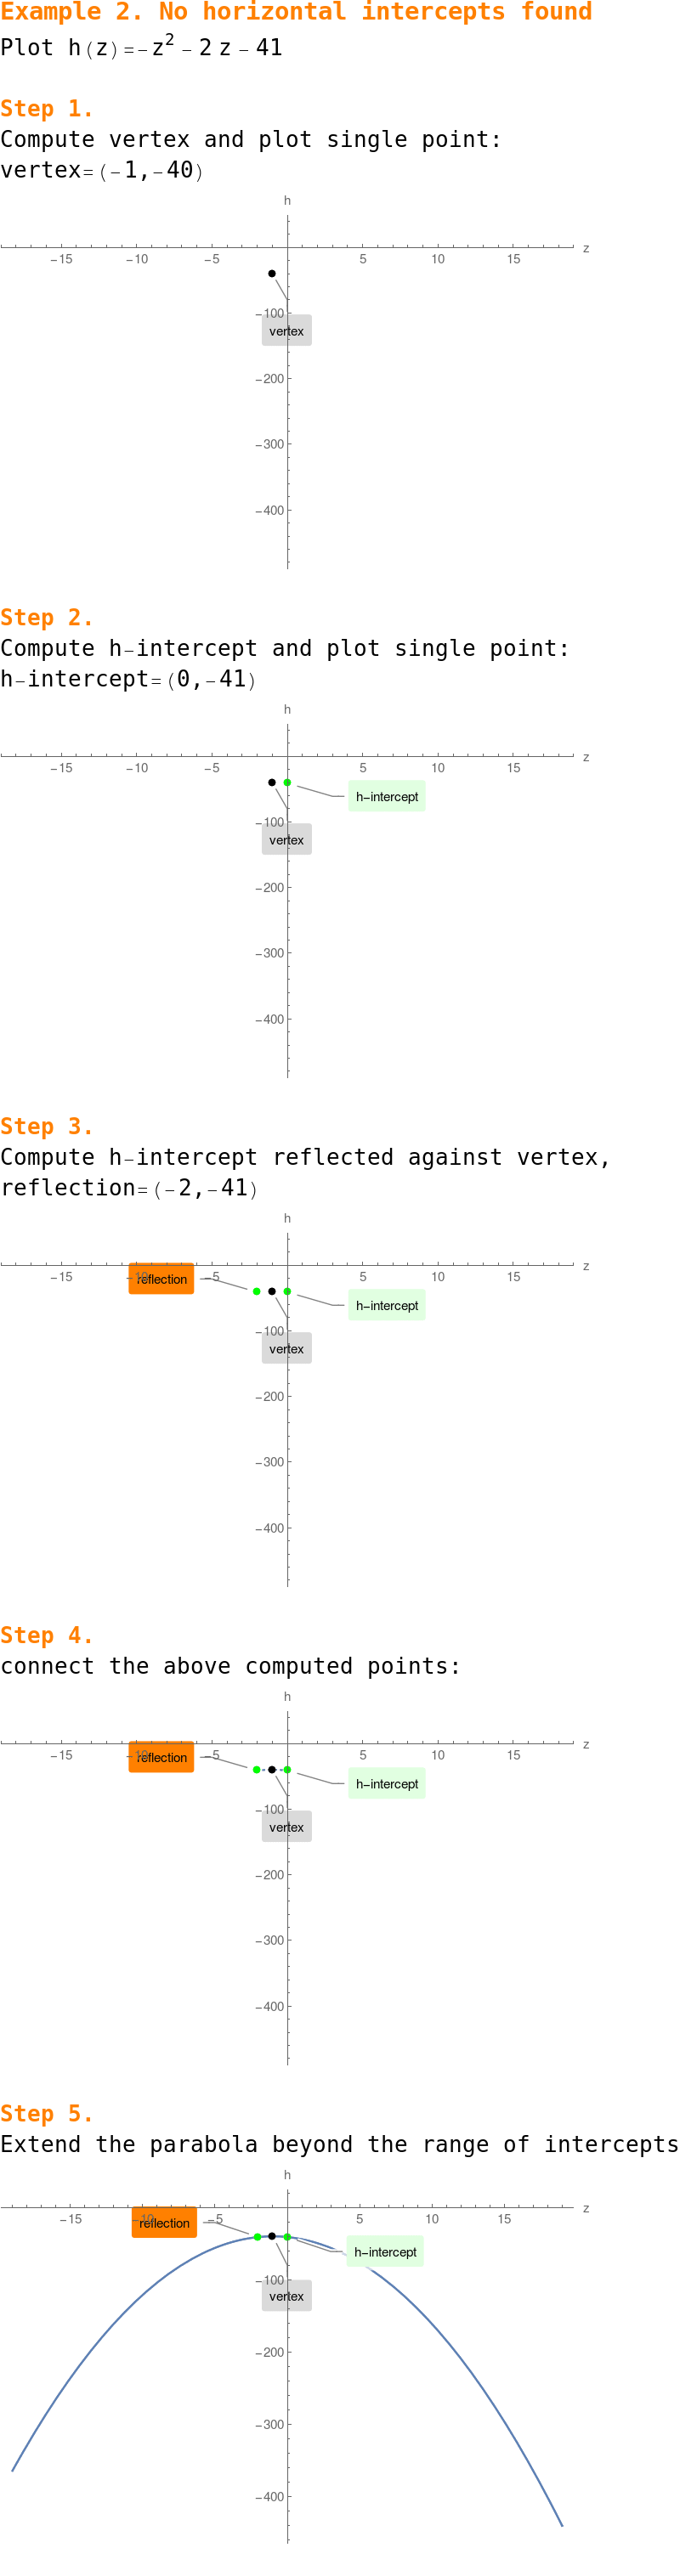 Example 2. No horizontal intercepts found
Plot h(z)=-z² - 2 z - 41
Step 1.
Compute vertex and plot single point:
vertex=(-1,-40)
h
z
-15 -10 -5 5 10 15
-100
vertex
-200
-300
-400
Step 2.
Compute h-intercept and plot single point:
h-intercept=(0,-41)
h
z
-15 -10 -5 5 10 15
h-intercept
-100
vertex
-200
-300
-400
Step 3.
Compute h-intercept reflected against vertex,
reflection=(-2,-41)
h
z
-15 -10 -5 5 10 15
reflection
h-intercept
-100
vertex
-200
-300
-400
Step 4.
connect the above computed points:
h
z
-15 -10 -5 5 10 15
reflection
h-intercept
-100
vertex
-200
-300
-400
Step 5.
Extend the parabola beyond the range of intercepts
h
z
-15 -10 -5 5 10 15
reflection
h-intercept
-100
vertex
-200
-300
-400